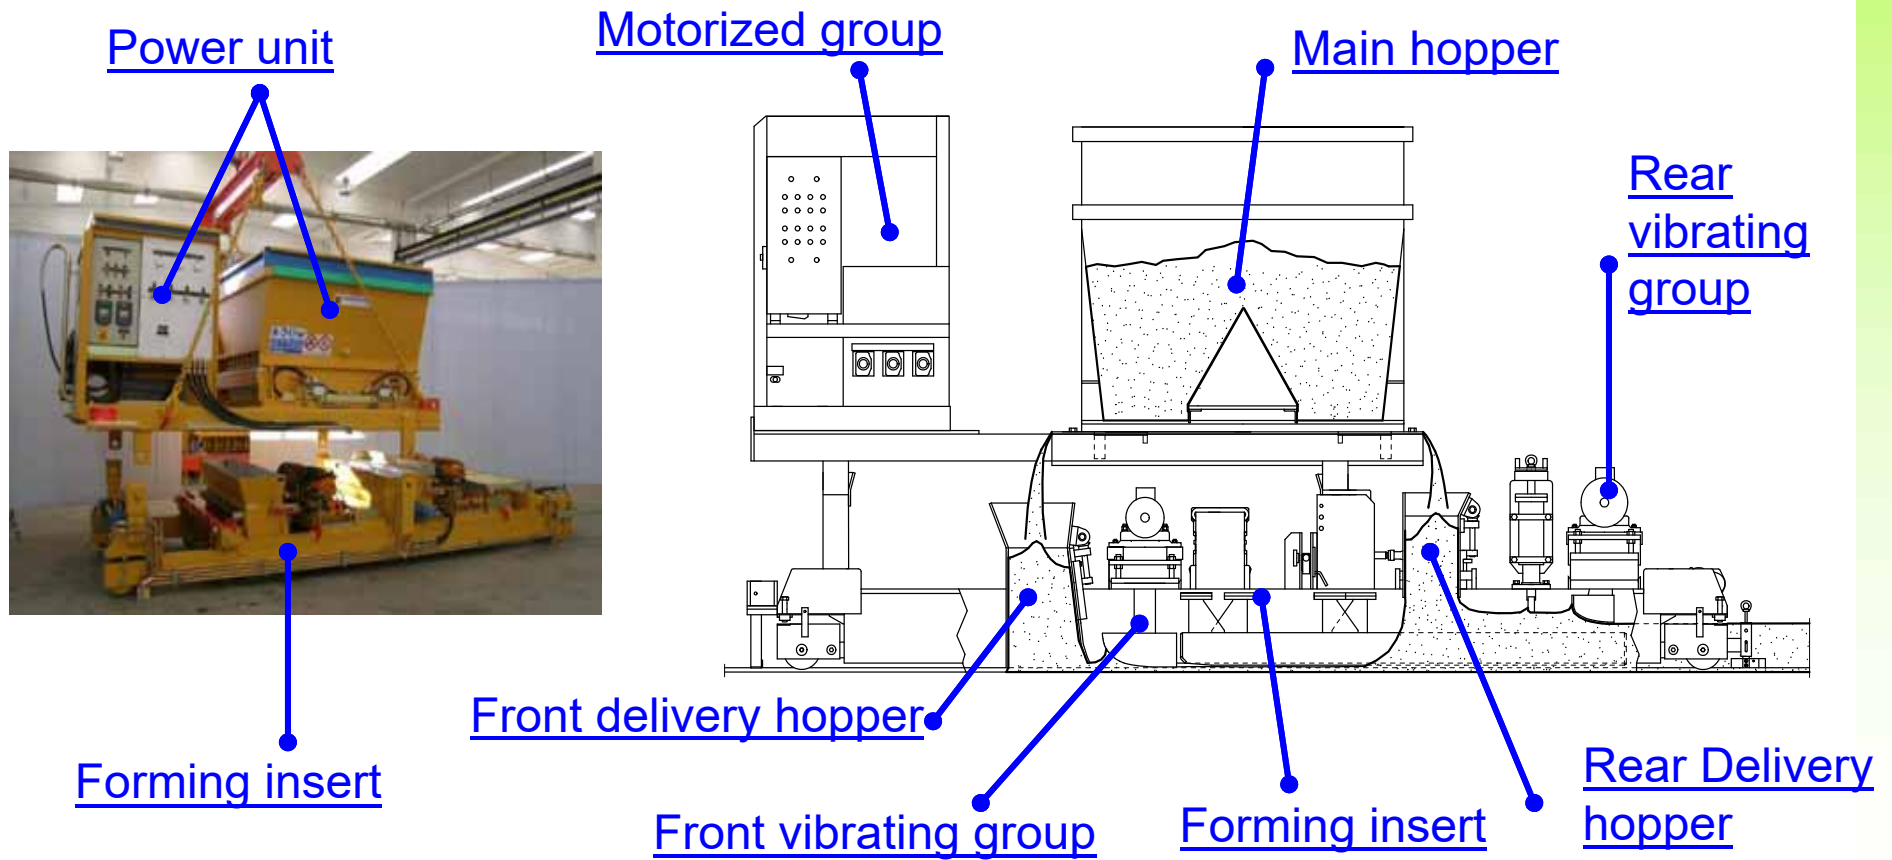 Power unit
Motorized group
Main hopper
Rear
vibrating
group
Front delivery hopper
Forming insert
Front vibrating group
Forming insert
Rear Delivery
hopper